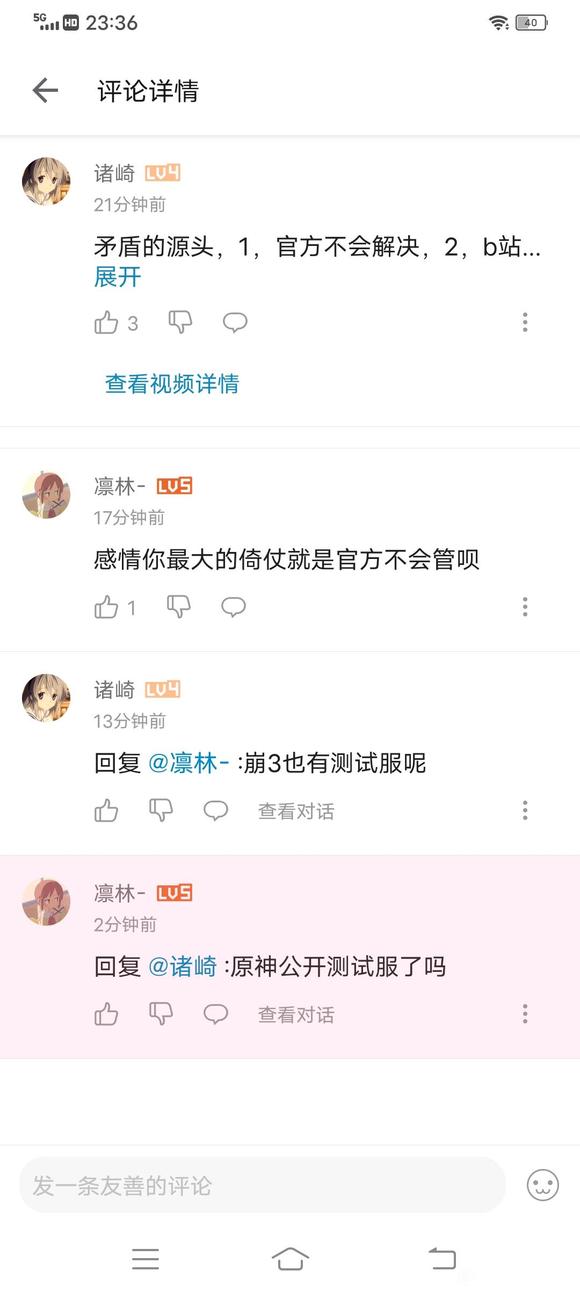 5G HD 23:36 40
评论详情
诸崎 LV4
21分钟前
矛盾的源头，1，官方不会解决，2，b站...
展开
3
查看视频详情
凛林- LV5
17分钟前
感情你最大的倚仗就是官方不会管呗
1
诸崎 LV4
13分钟前
回复 @凛林- :崩3也有测试服呢
查看对话
凛林- LV5
2分钟前
回复 @诸崎 :原神公开测试服了吗
查看对话
发一条友善的评论